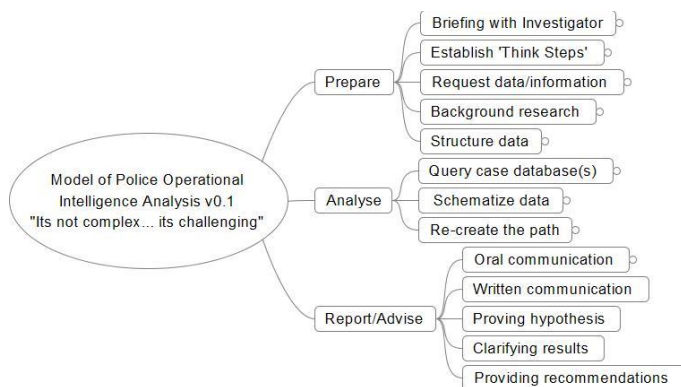 Model of Police Operational
Intelligence Analysis v0.1
"Its not complex... its challenging"
Prepare
Briefing with Investigator
Establish 'Think Steps'
Request data/information
Background research
Structure data
Analyse
Query case database(s)
Schematize data
Re-create the path
Report/Advise
Oral communication
Written communication
Proving hypothesis
Clarifying results
Providing recommendations